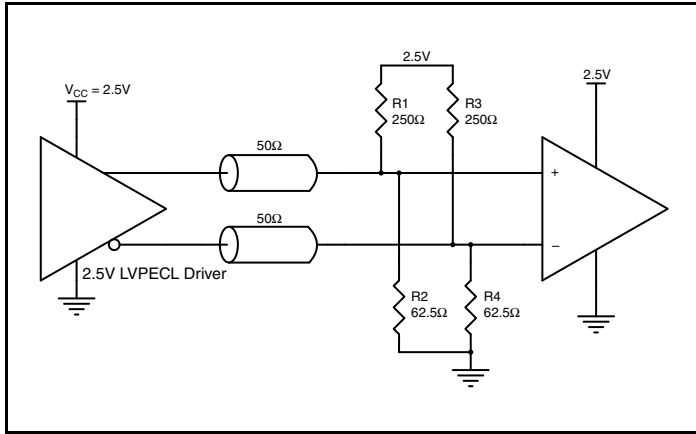 2.5V
2.5V
V_CC = 2.5V
R1
250Ω
R3
250Ω
50Ω
+
50Ω
−
2.5V LVPECL Driver
R2
62.5Ω
R4
62.5Ω